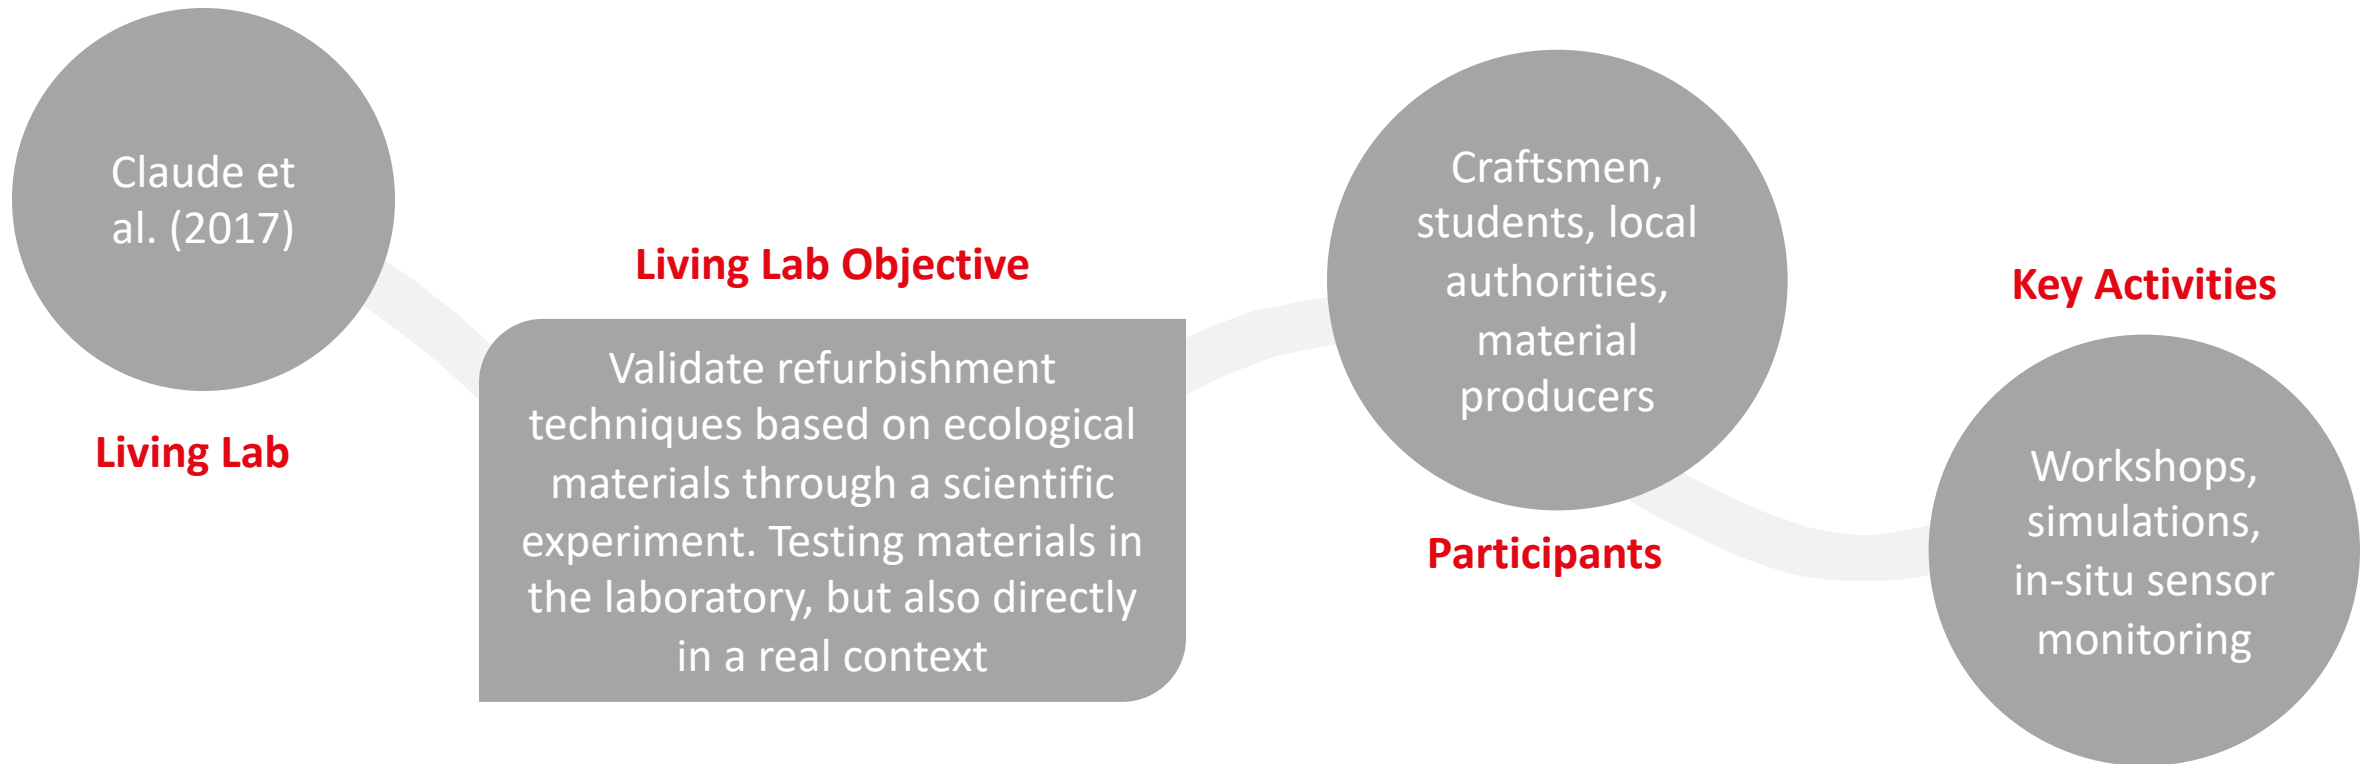 Claude et
al. (2017)
Living Lab
Living Lab Objective
Validate refurbishment
techniques based on ecological
materials through a scientific
experiment. Testing materials in
the laboratory, but also directly
in a real context
Craftsmen,
students, local
authorities,
material
producers
Participants
Key Activities
Workshops,
simulations,
in-situ sensor
monitoring